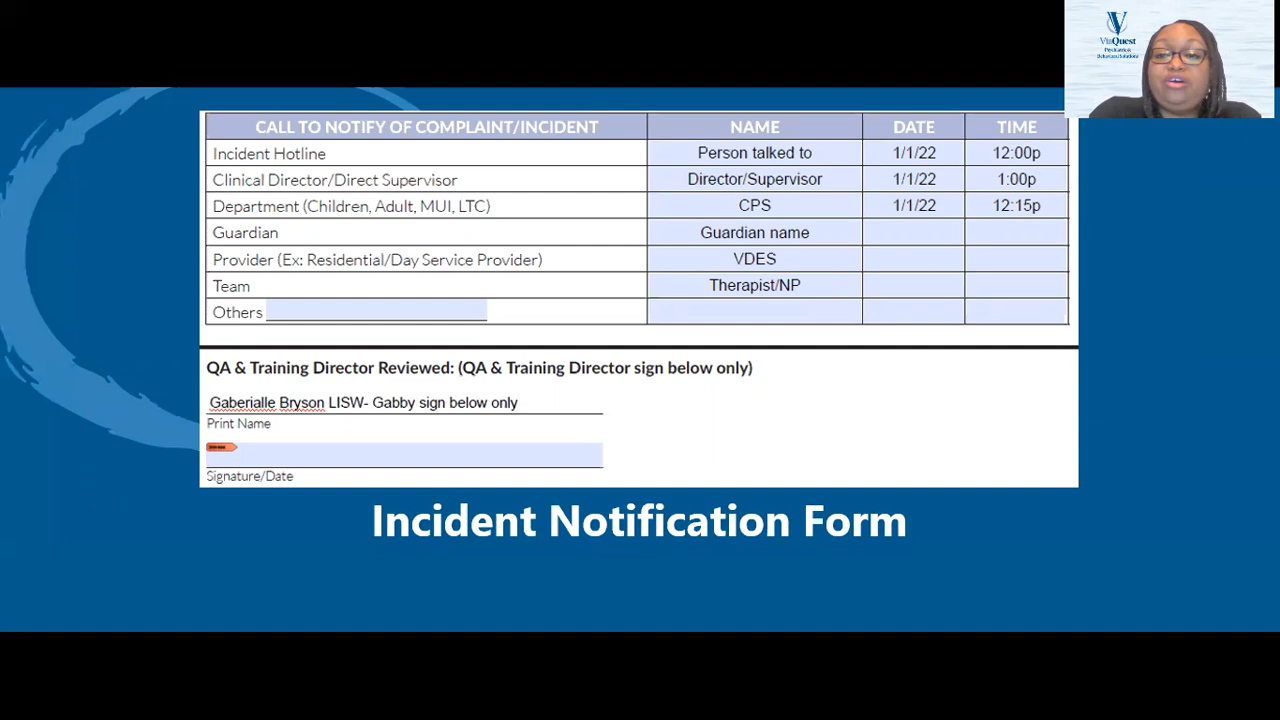 VizQuest
Psychiatric &
Behavioral Solutions
CALL TO NOTIFY OF COMPLAINT/INCIDENT NAME DATE TIME
Incident Hotline Person talked to 1/1/22 12:00p
Clinical Director/Direct Supervisor Director/Supervisor 1/1/22 1:00p
Department (Children, Adult, MUI, LTC) CPS 1/1/22 12:15p
Guardian Guardian name
Provider (Ex: Residential/Day Service Provider) VDES
Team Therapist/NP
Others
QA & Training Director Reviewed: (QA & Training Director sign below only)
Gaberialle Bryson LISW- Gabby sign below only
Print Name
Signature/Date
Incident Notification Form